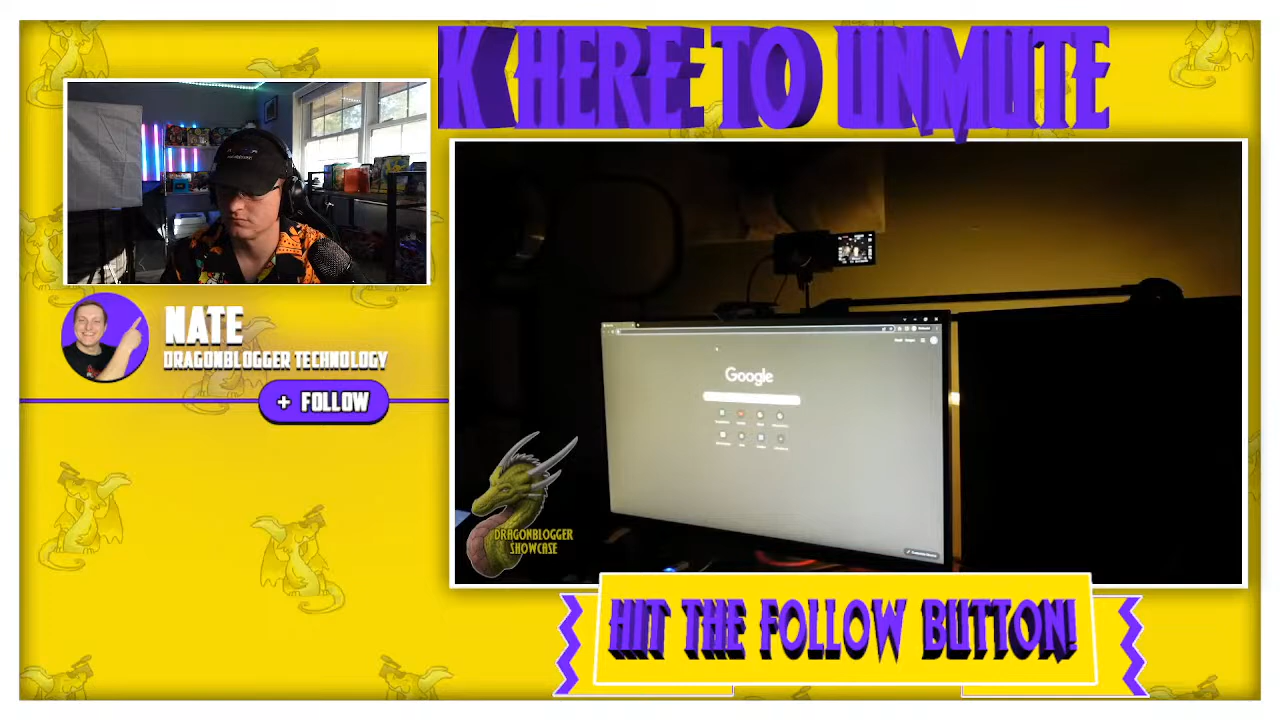 K HERE TO UNMUTE
NATE
DRAGONBLOGGER TECHNOLOGY
+ FOLLOW
Google
DRAGONBLOGGER
SHOWCASE
HIT THE FOLLOW BUTTON!